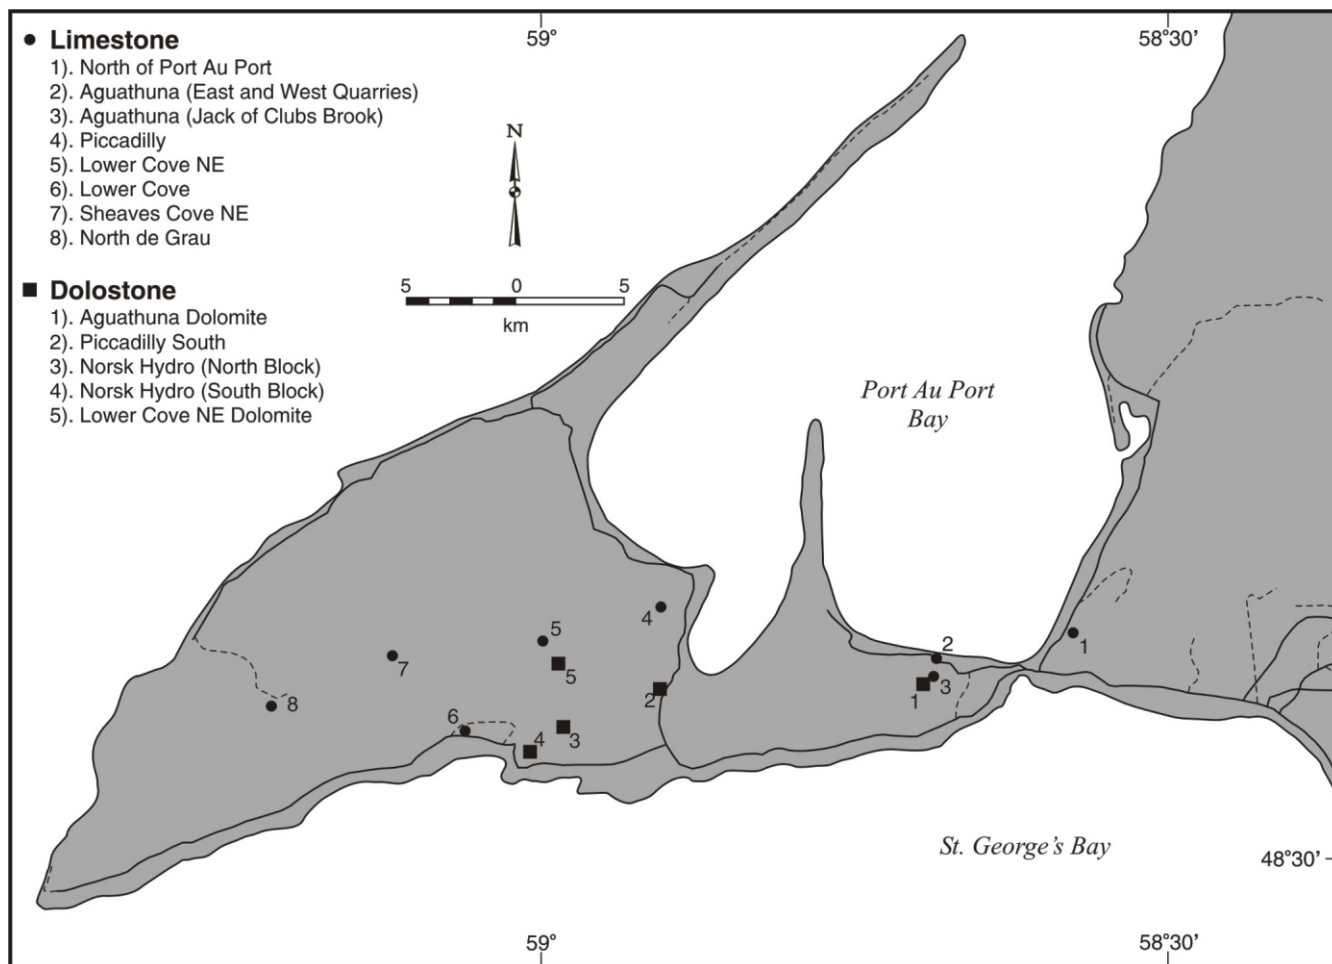 ● Limestone
1). North of Port Au Port
2). Aguathuna (East and West Quarries)
3). Aguathuna (Jack of Clubs Brook)
4). Piccadilly
5). Lower Cove NE
6). Lower Cove
7). Sheaves Cove NE
8). North de Grau
■ Dolostone
1). Aguathuna Dolomite
2). Piccadilly South
3). Norsk Hydro (North Block)
4). Norsk Hydro (South Block)
5). Lower Cove NE Dolomite
59°
58°30'
N
5 0 5
km
Port Au Port
Bay
4
5
7
5
2
8
6
3
4
2
3
1
1
St. George's Bay
48°30'
59°
58°30'